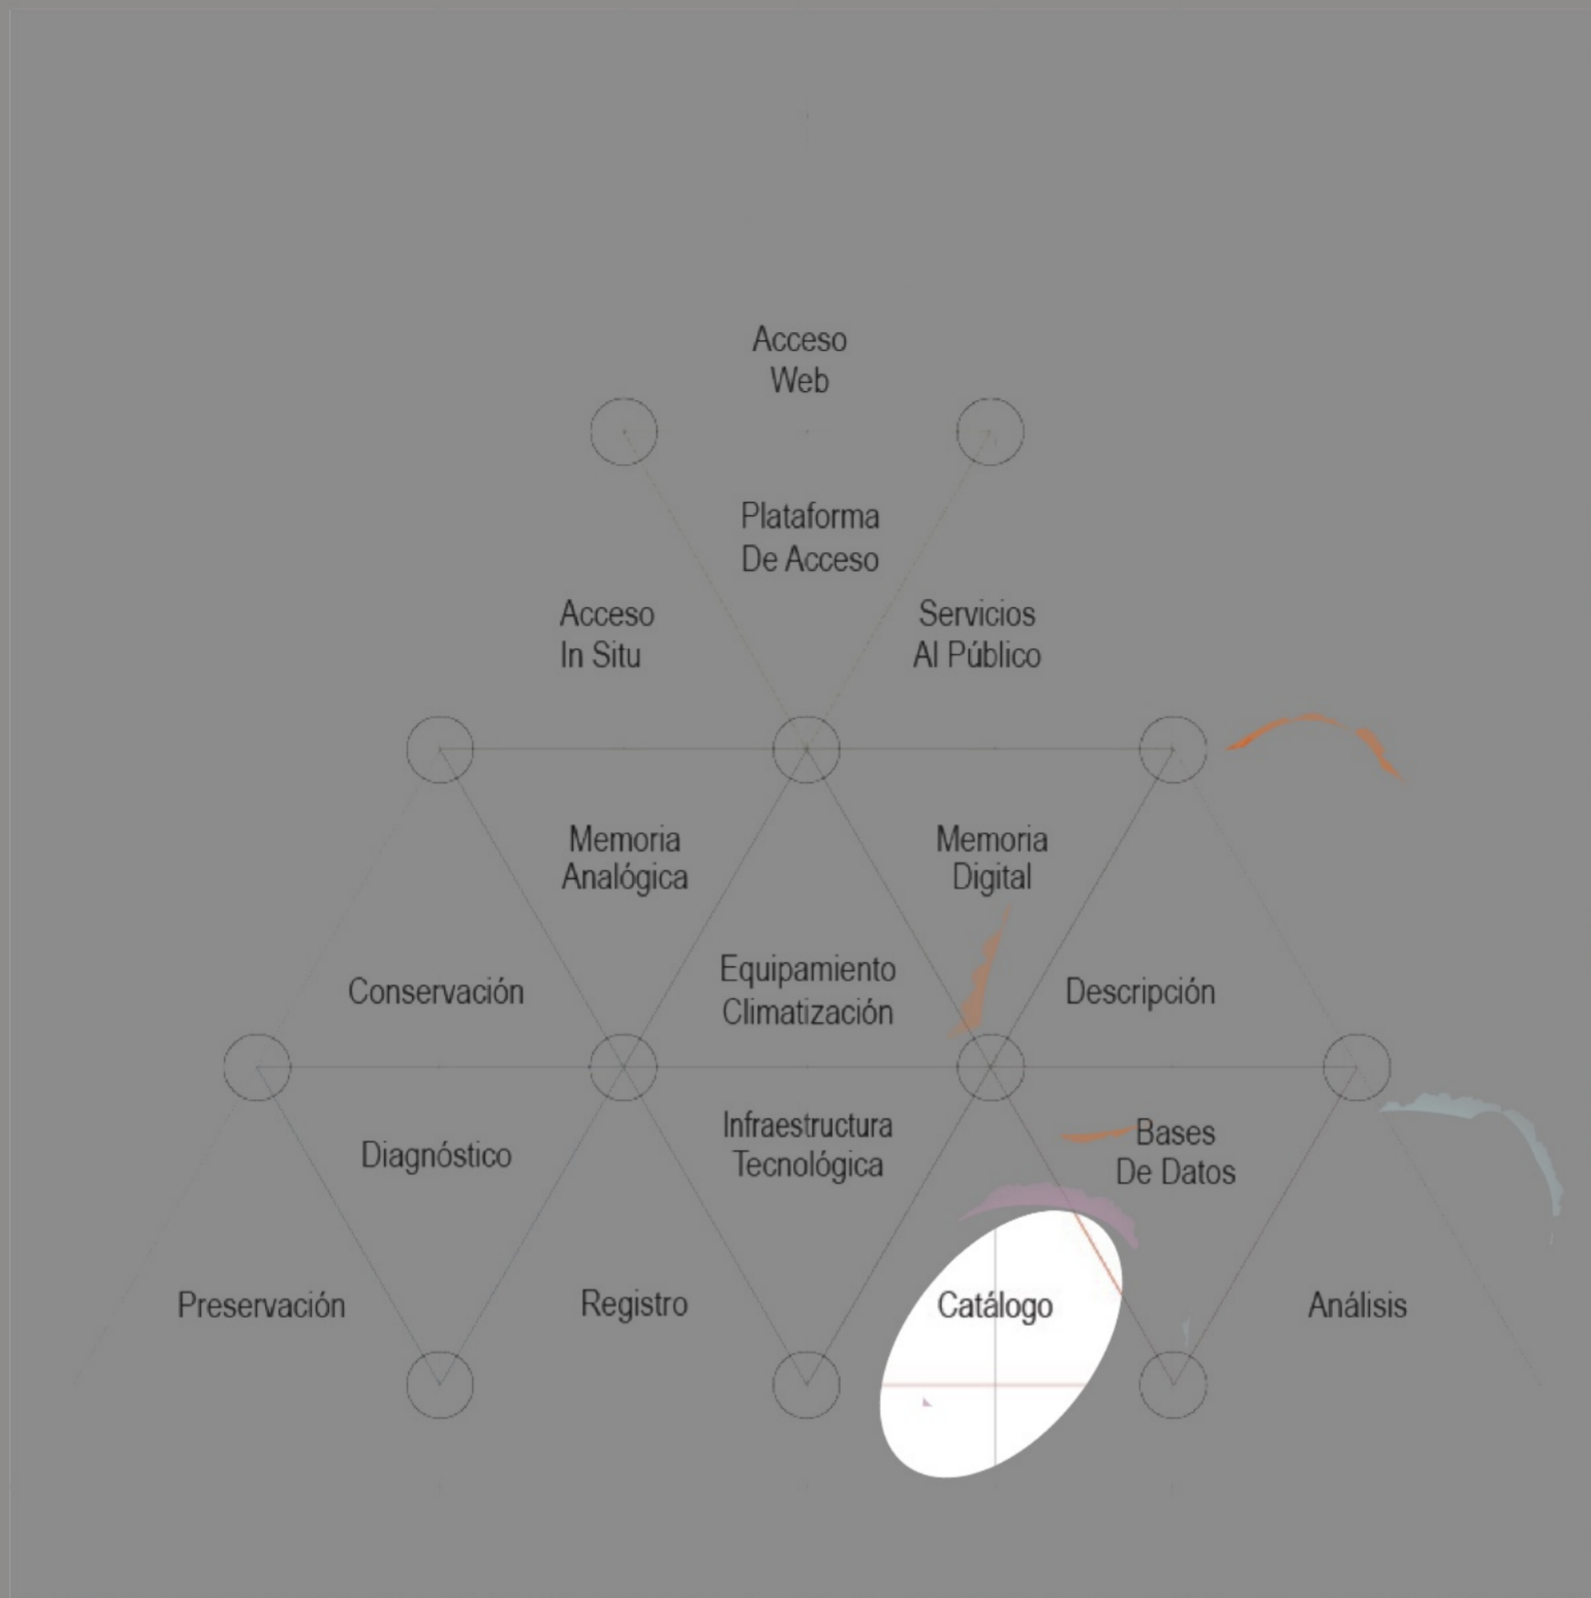 Acceso
Web
Plataforma
De Acceso
Acceso
In Situ
Servicios
Al Público
Memoria
Analógica
Memoria
Digital
Conservación
Equipamiento
Climatización
Descripción
Diagnóstico
Infraestructura
Tecnológica
Bases
De Datos
Preservación
Registro
Catálogo
Análisis